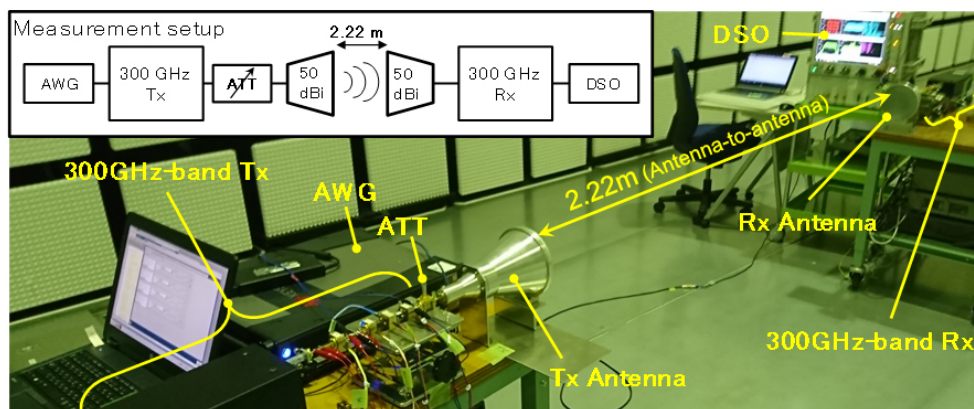 Measurement setup
2.22 m
AWG
300 GHz
Tx
ATT
50
dBi
50
dBi
300 GHz
Rx
DSO
DSO
300GHz-band Tx
AWG
ATT
2.22m (Antenna-to-antenna)
Rx Antenna
Tx Antenna
300GHz-band Rx